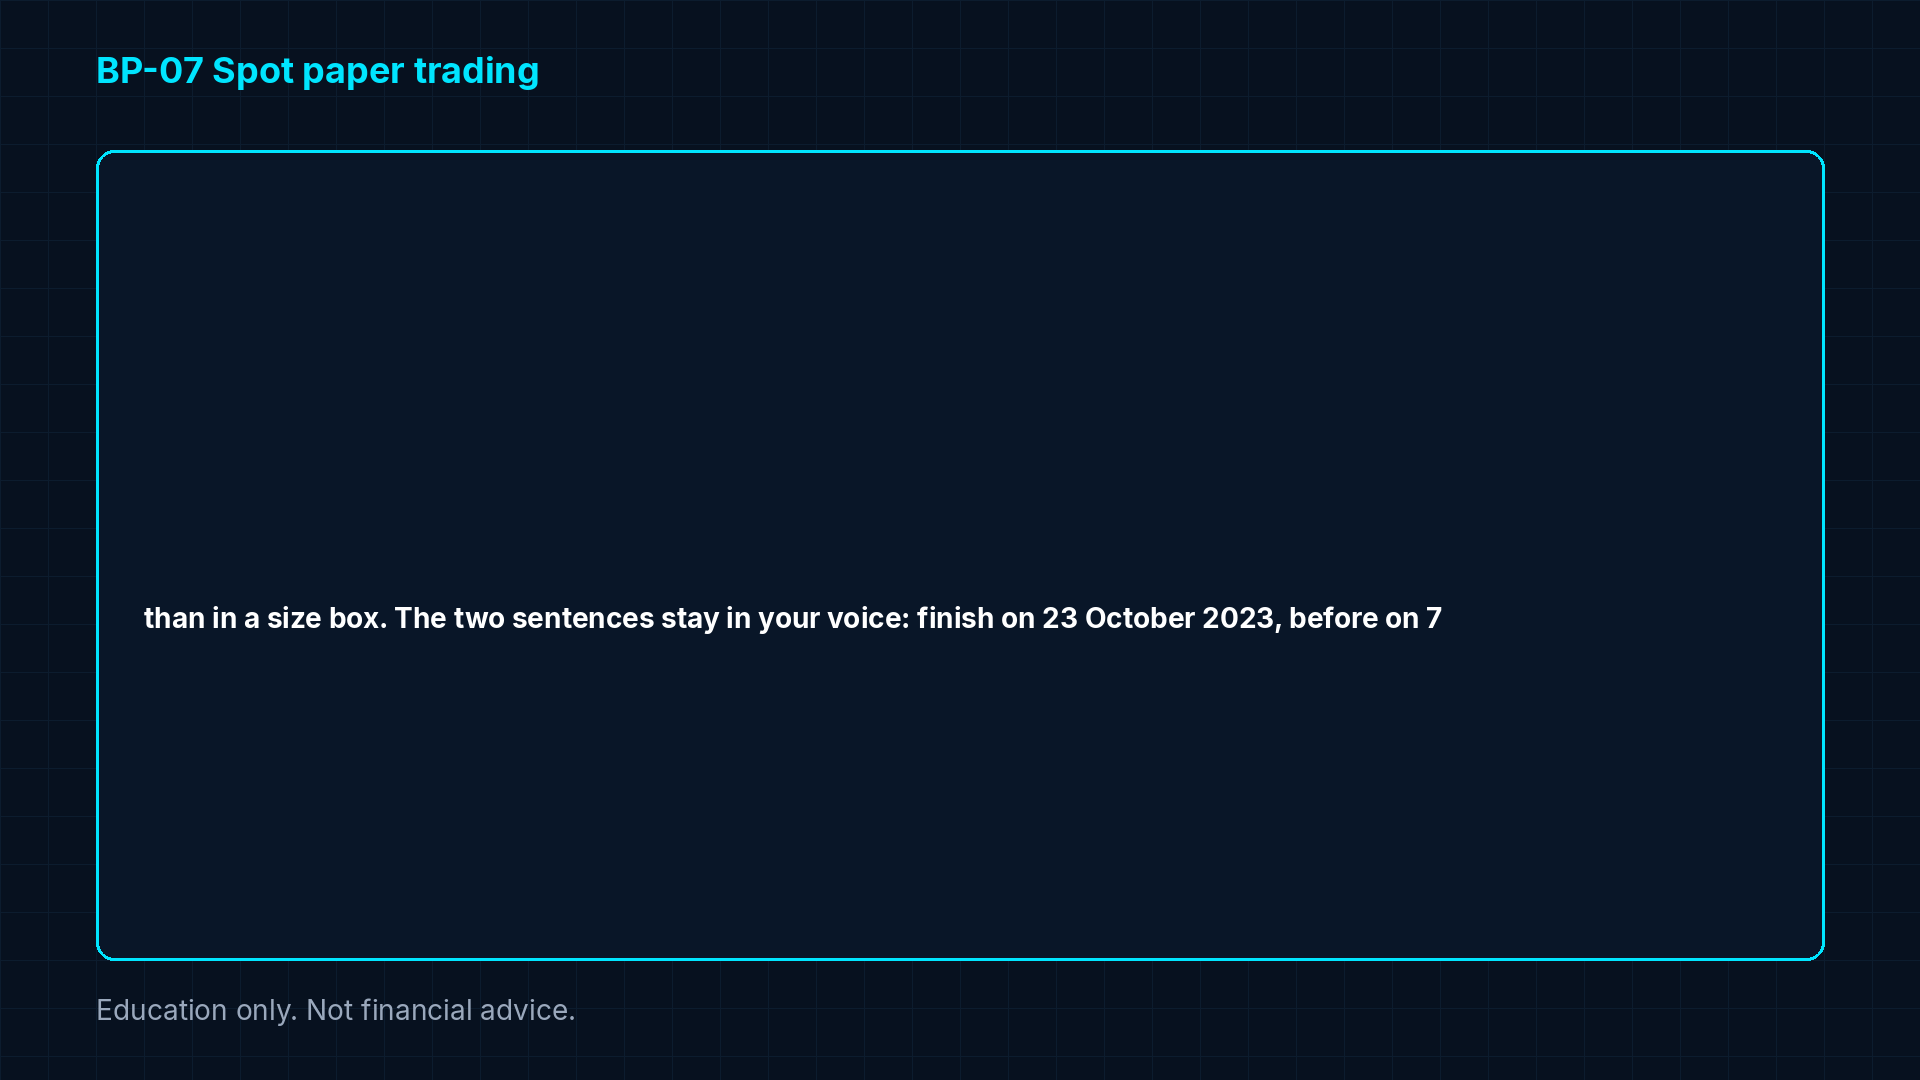 BP-07 Spot paper trading
than in a size box. The two sentences stay in your voice: finish on 23 October 2023, before on 7
Education only. Not financial advice.